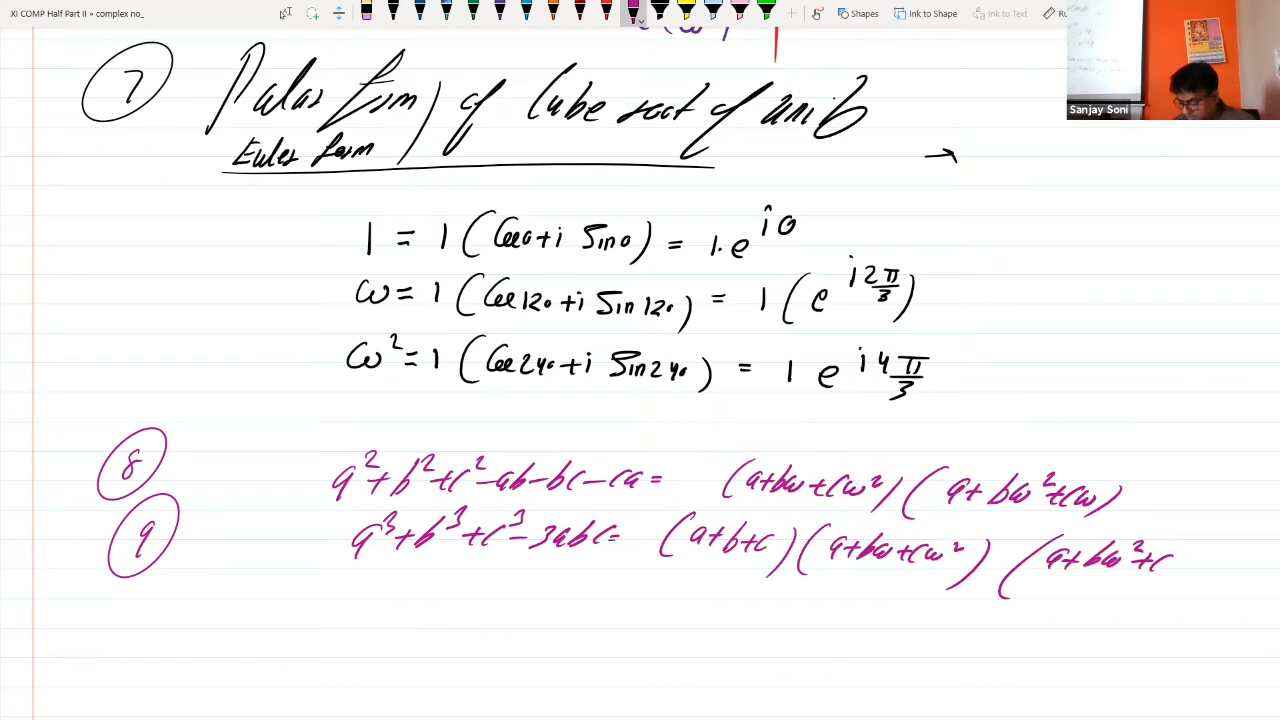 XI COMP Half Part II = complex no_
Shapes
Ink to Shape
Ink to Text
Ru
Sanjay Soni
7 Polar form of Cube root of unity
Euler form
→
1 = 1 (Cos0 + i Sin0) = 1.e^{i0}
ω = 1 (Cos120 + i Sin120) = 1 (e^{i2π/3})
ω² = 1 (Cos240 + i Sin240) = 1 e^{i4π/3}
8 a² + b² + c² - ab - bc - ca = (a + bω + cω²) (a + bω² + cω)
9 a³ + b³ + c³ - 3abc = (a + b + c) (a + bω + cω²) (a + bω² + c